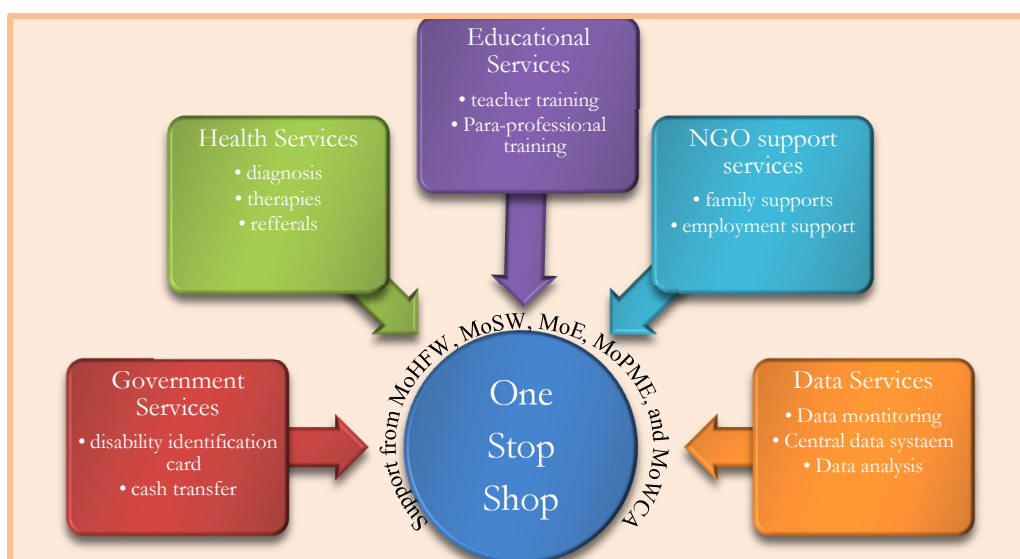 Educational
Services
• teacher training
• Para-professional
training
Health Services
• diagnosis
• therapies
• refferals
NGO support
services
• family supports
• employment support
Government
Services
• disability identification
card
• cash transfer
Support from MoHFW, MoSW, MoE, MoPME, and MoWCA
One
Stop
Shop
Data Services
• Data montitoring
• Central data systaem
• Data analysis